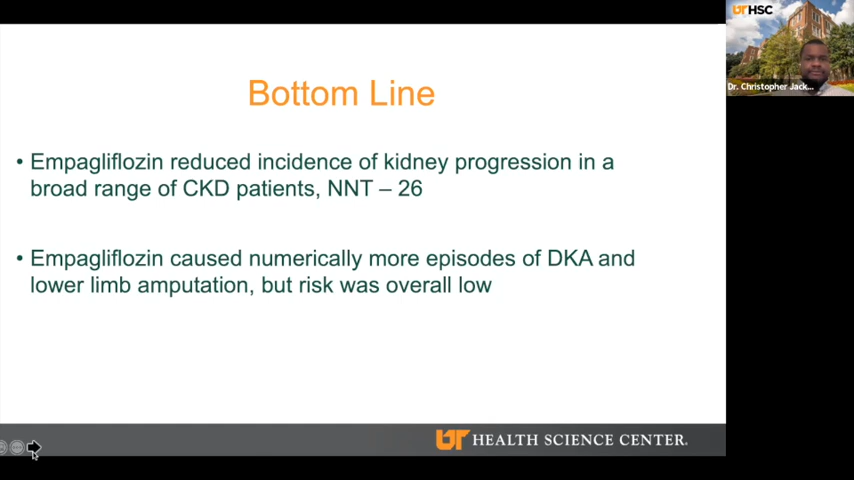 Bottom Line
• Empagliflozin reduced incidence of kidney progression in a
broad range of CKD patients, NNT – 26
• Empagliflozin caused numerically more episodes of DKA and
lower limb amputation, but risk was overall low
UT HEALTH SCIENCE CENTER.
UTHSC
Dr. Christopher Jack...